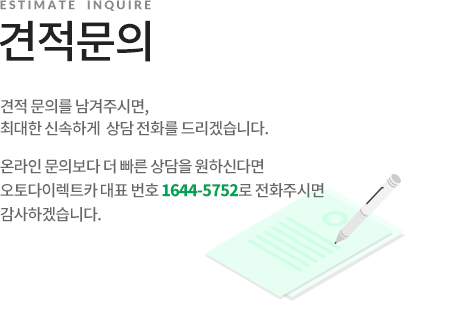 ESTIMATE INQUIRE
견적문의
견적 문의를 남겨주시면,
최대한 신속하게 상담 전화를 드리겠습니다.
온라인 문의보다 더 빠른 상담을 원하신다면
오토다이렉트카 대표 번호 1644-5752로 전화주시면
감사하겠습니다.